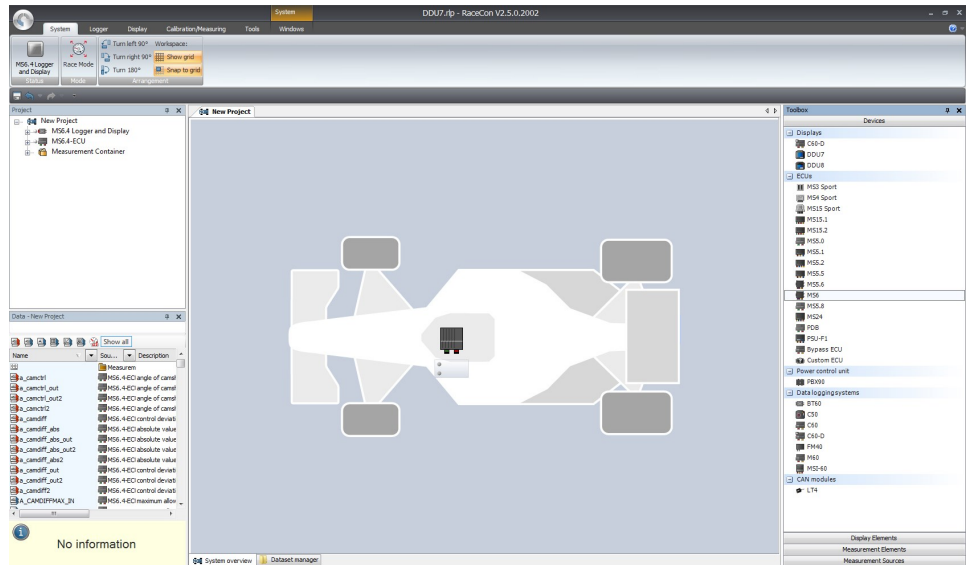 System
DDU7.rlp - RaceCon V2.5.0.2002
System
Logger
Display
Calibration/Measuring
Tools
Windows
MS6.4 Logger and Display
Race Mode
Turn left 90°
Turn right 90°
Turn 180°
Workspace:
Show grid
Snap to grid
Status
Mode
Arrangement
Project
New Project
MS6.4 Logger and Display
MS6.4-ECU
Measurement Container
Data - New Project
Show all
Name
Sou...
Description
Measurem
a_camctrl MS6.4-ECU angle of camsh
a_camctrl_out MS6.4-ECU angle of camsh
a_camctrl_out2 MS6.4-ECU angle of camsh
a_camctrl2 MS6.4-ECU angle of camsh
a_camdiff MS6.4-ECU control deviati
a_camdiff_abs MS6.4-ECU absolute value
a_camdiff_abs_out MS6.4-ECU absolute value
a_camdiff_abs_out2 MS6.4-ECU absolute value
a_camdiff_abs2 MS6.4-ECU absolute value
a_camdiff_out MS6.4-ECU control deviati
a_camdiff_out2 MS6.4-ECU control deviati
a_camdiff2 MS6.4-ECU control deviati
A_CAMDIFFMAX_IN MS6.4-ECU maximum allow
No information
New Project
System overview
Dataset manager
Toolbox
Devices
Displays
C60-D
DDU7
DDU8
ECUs
MS3 Sport
MS4 Sport
MS15 Sport
MS15.1
MS15.2
MS5.0
MS5.1
MS5.2
MS5.5
MS5.6
MS6
MS5.8
MS24
PDB
PSU-F1
Bypass ECU
Custom ECU
Power control unit
PBX90
Data logging systems
BT60
C50
C60
C60-D
FM40
M60
MSI-60
CAN modules
LT4
Display Elements
Measurement Elements
Measurement Sources